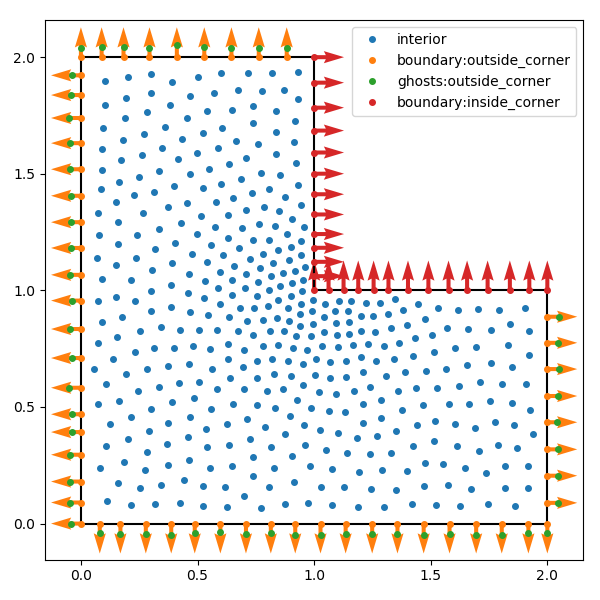 interior
boundary:outside_corner
ghosts:outside_corner
boundary:inside_corner
2.0
1.5
1.0
0.5
0.0
0.0 0.5 1.0 1.5 2.0